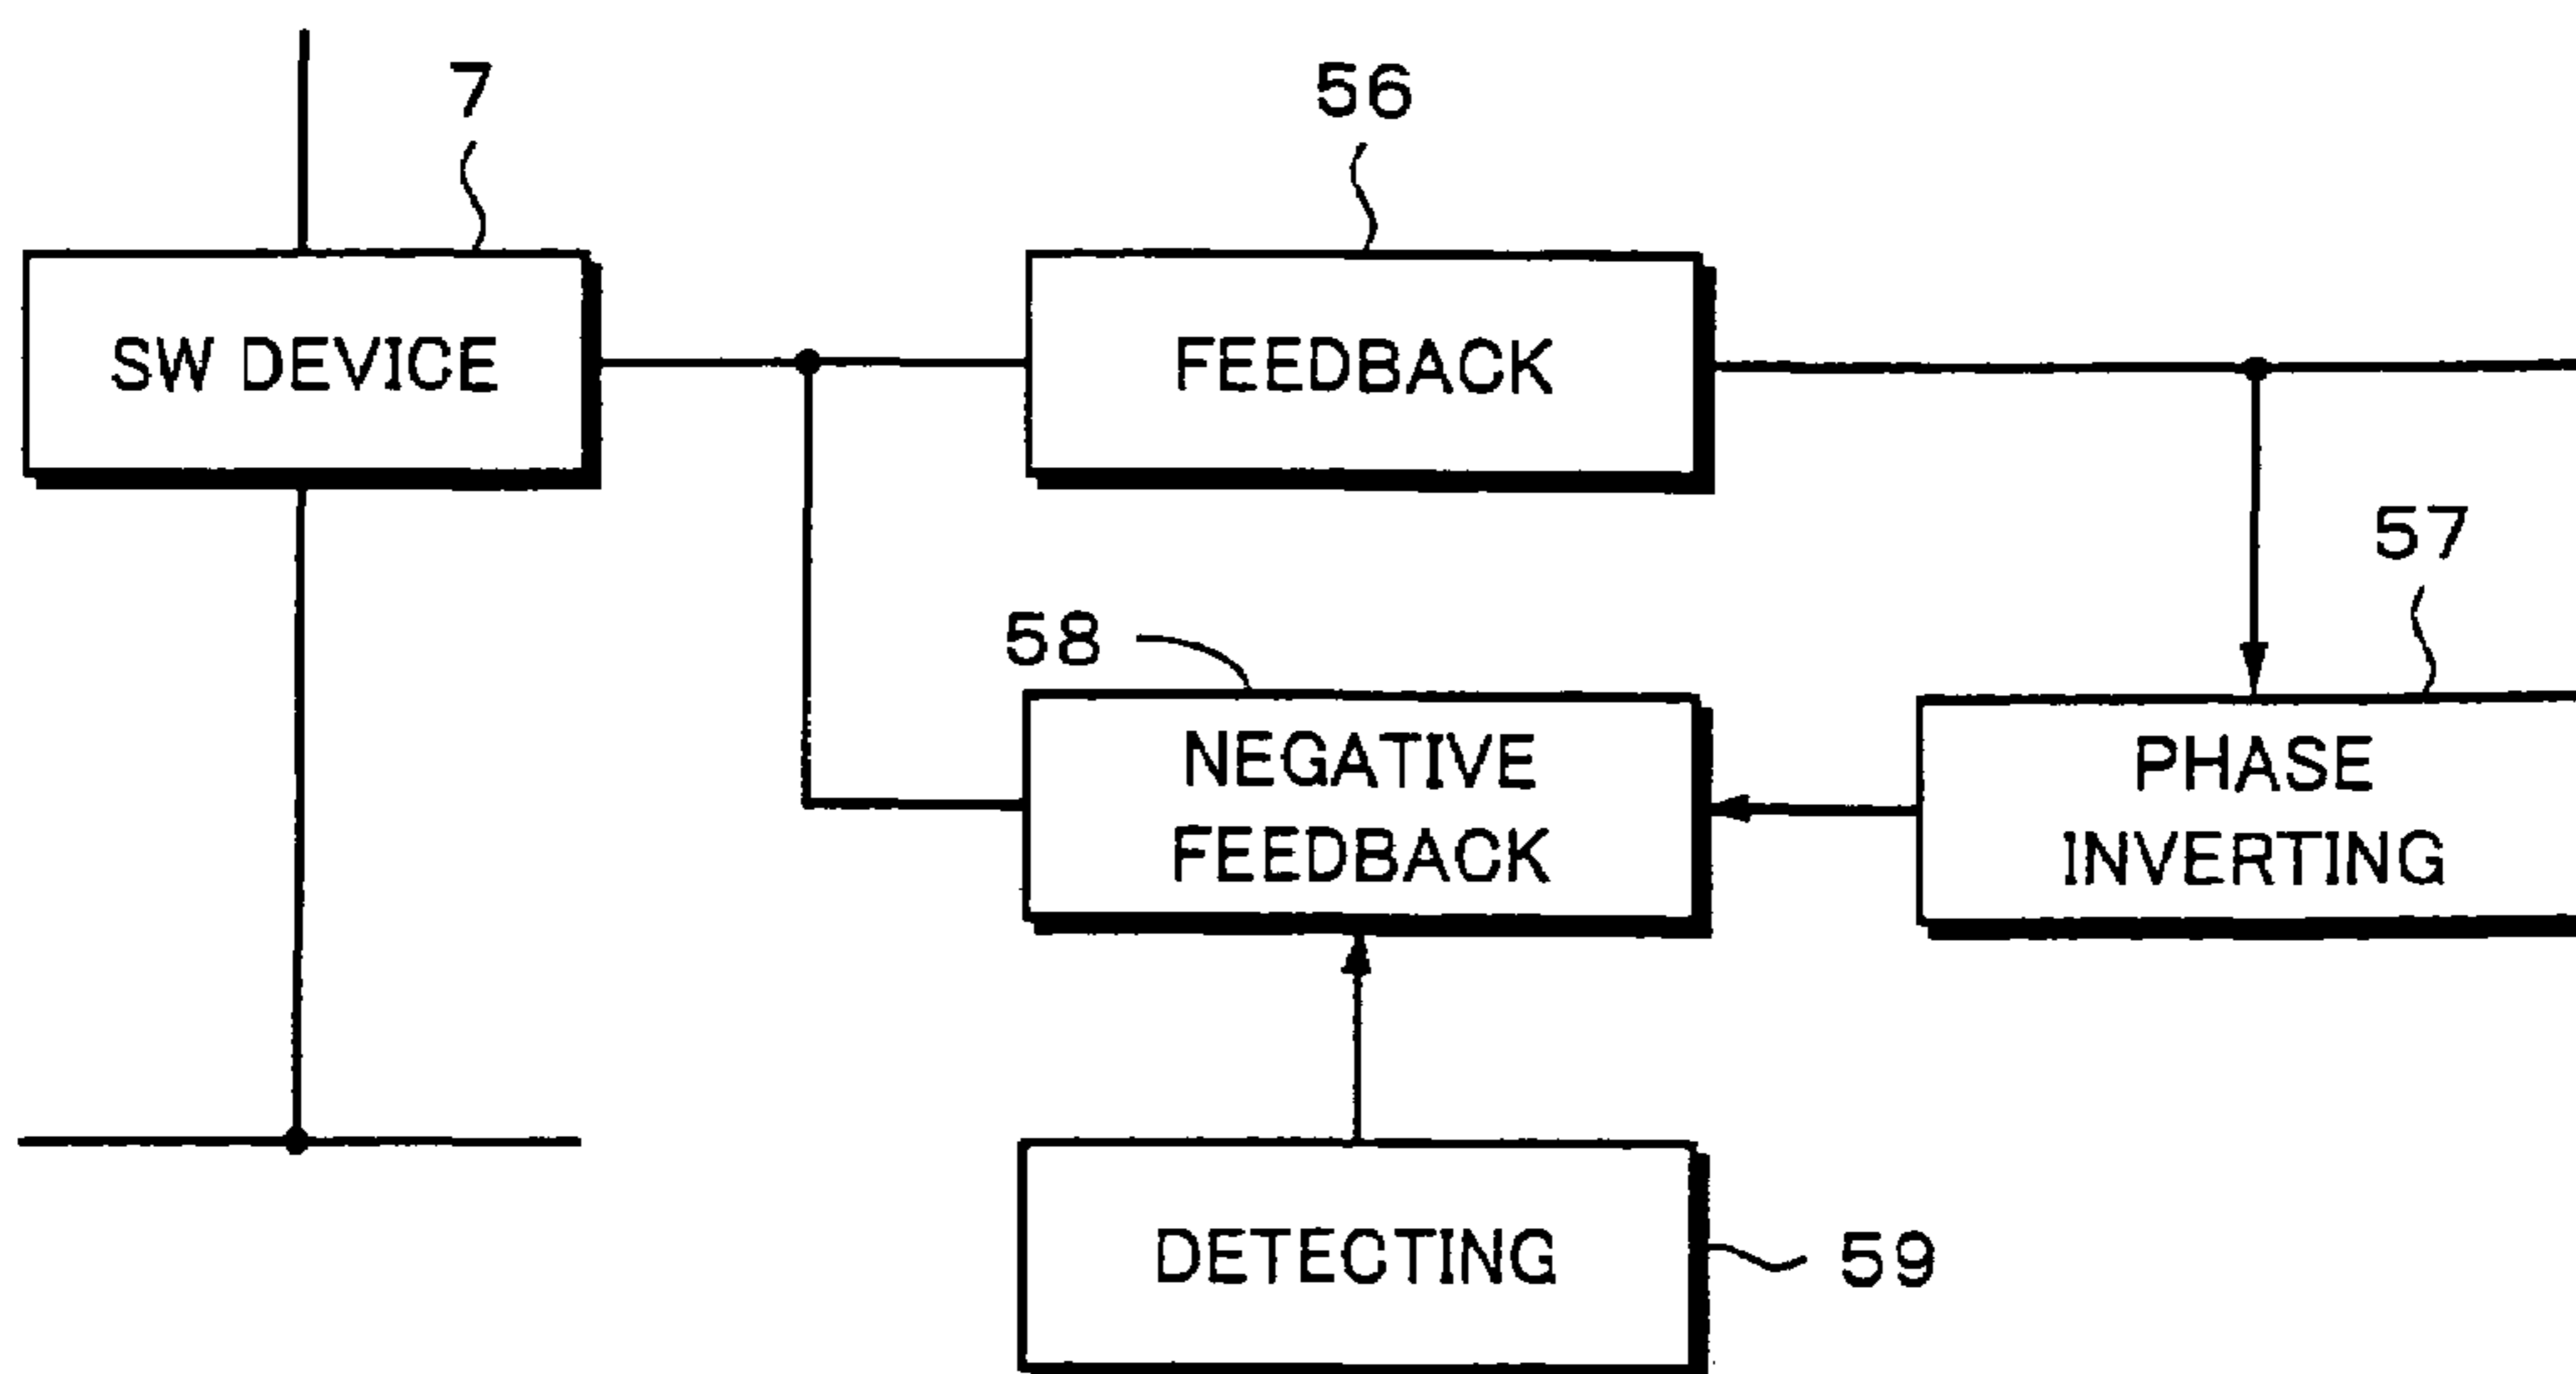 7
56
SW DEVICE
FEEDBACK
57
58
NEGATIVE
FEEDBACK
PHASE
INVERTING
DETECTING
59